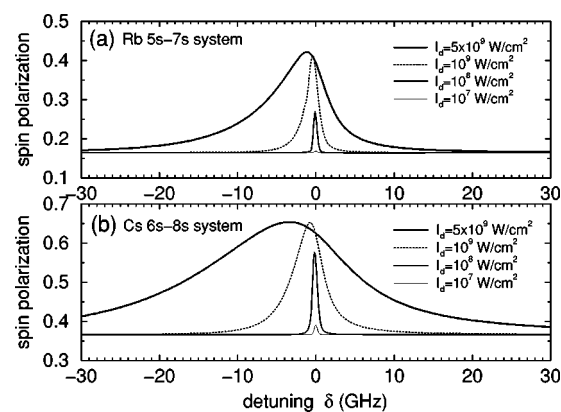 (a) Rb 5s−7s system
I_d=5x10^9 W/cm^2
I_d=10^9 W/cm^2
I_d=10^8 W/cm^2
I_d=10^7 W/cm^2
spin polarization
0.5
0.4
0.3
0.2
0.1
−30 −20 −10 0 10 20 30
(b) Cs 6s−8s system
I_d=5x10^9 W/cm^2
I_d=10^9 W/cm^2
I_d=10^8 W/cm^2
I_d=10^7 W/cm^2
spin polarization
0.7
0.6
0.5
0.4
0.3
−30 −20 −10 0 10 20 30
detuning δ (GHz)